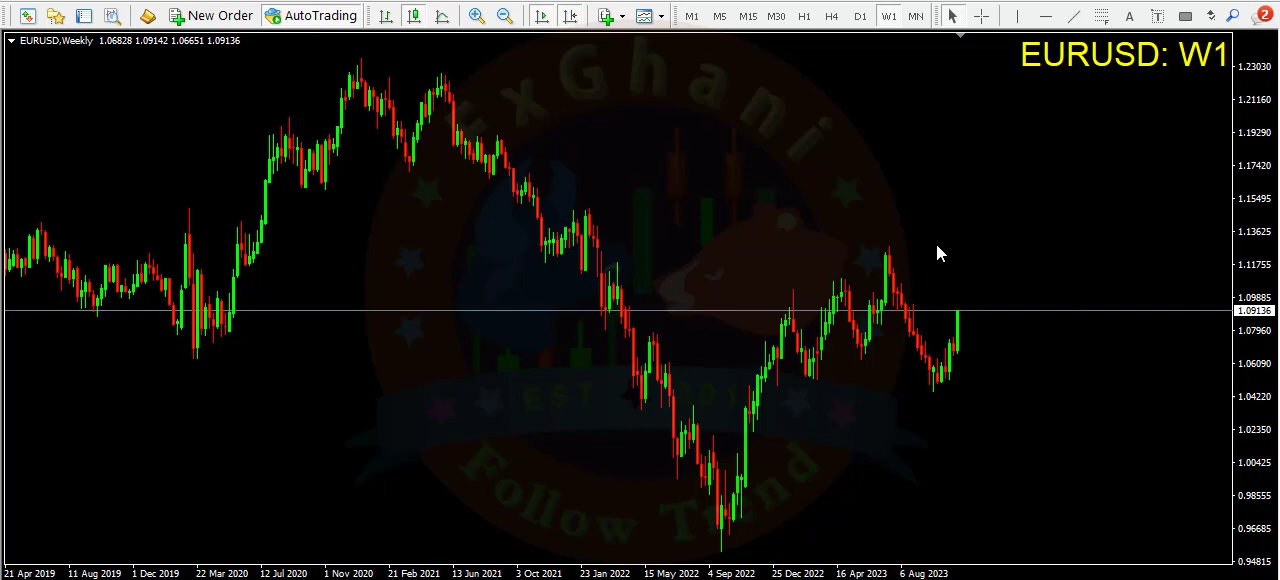 New Order AutoTrading M1 M5 M15 M30 H1 H4 D1 W1 MN A T 2
EURUSD,Weekly 1.06828 1.09142 1.06651 1.09136
EURUSD: W1
FxGhani
EST
Follow Trend
1.23030
1.21160
1.19290
1.17420
1.15495
1.13625
1.11755
1.09885
1.09136
1.07960
1.06090
1.04220
1.02350
1.00425
0.98555
0.96685
0.94815
21 Apr 2019 11 Aug 2019 1 Dec 2019 22 Mar 2020 12 Jul 2020 1 Nov 2020 21 Feb 2021 13 Jun 2021 3 Oct 2021 23 Jan 2022 15 May 2022 4 Sep 2022 25 Dec 2022 16 Apr 2023 6 Aug 2023